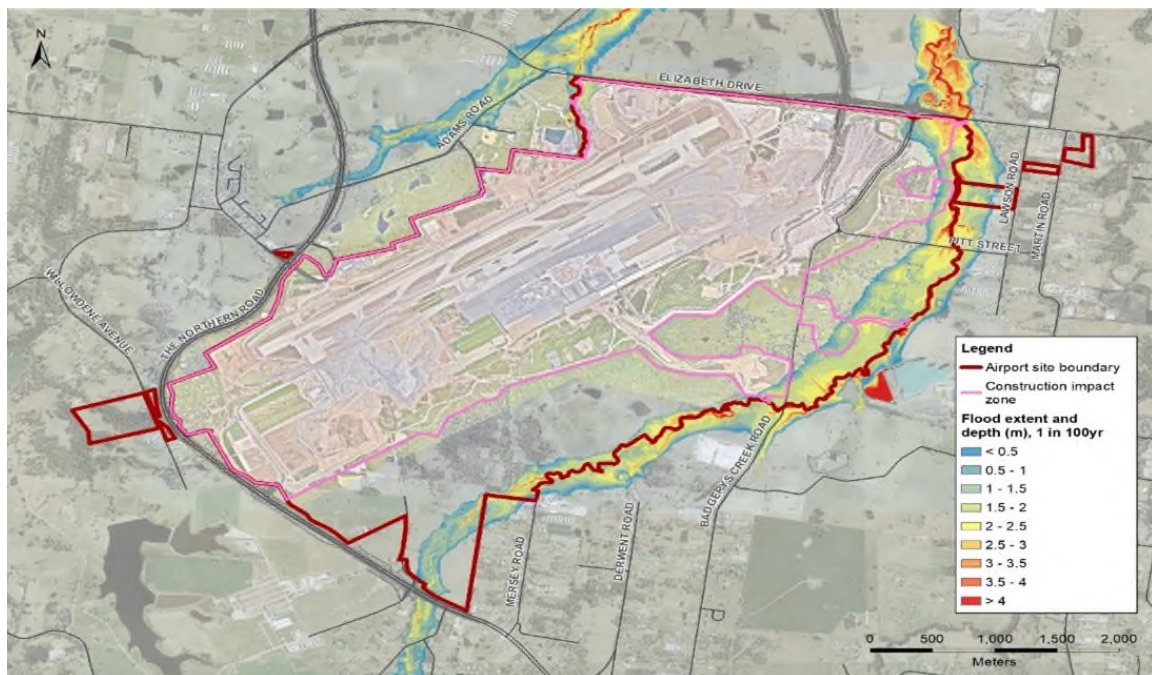 N
ELIZABETH DRIVE
ADAMS ROAD
LAWSON ROAD
MARTIN ROAD
PITT STREET
WILLOWDENE AVENUE
THE NORTHERN ROAD
BADGERYS CREEK ROAD
MERSEY ROAD
DERWENT ROAD
Legend
Airport site boundary
Construction impact
zone
Flood extent and
depth (m), 1 in 100yr
< 0.5
0.5 - 1
1 - 1.5
1.5 - 2
2 - 2.5
2.5 - 3
3 - 3.5
3.5 - 4
> 4
0 500 1,000 1,500 2,000
Meters